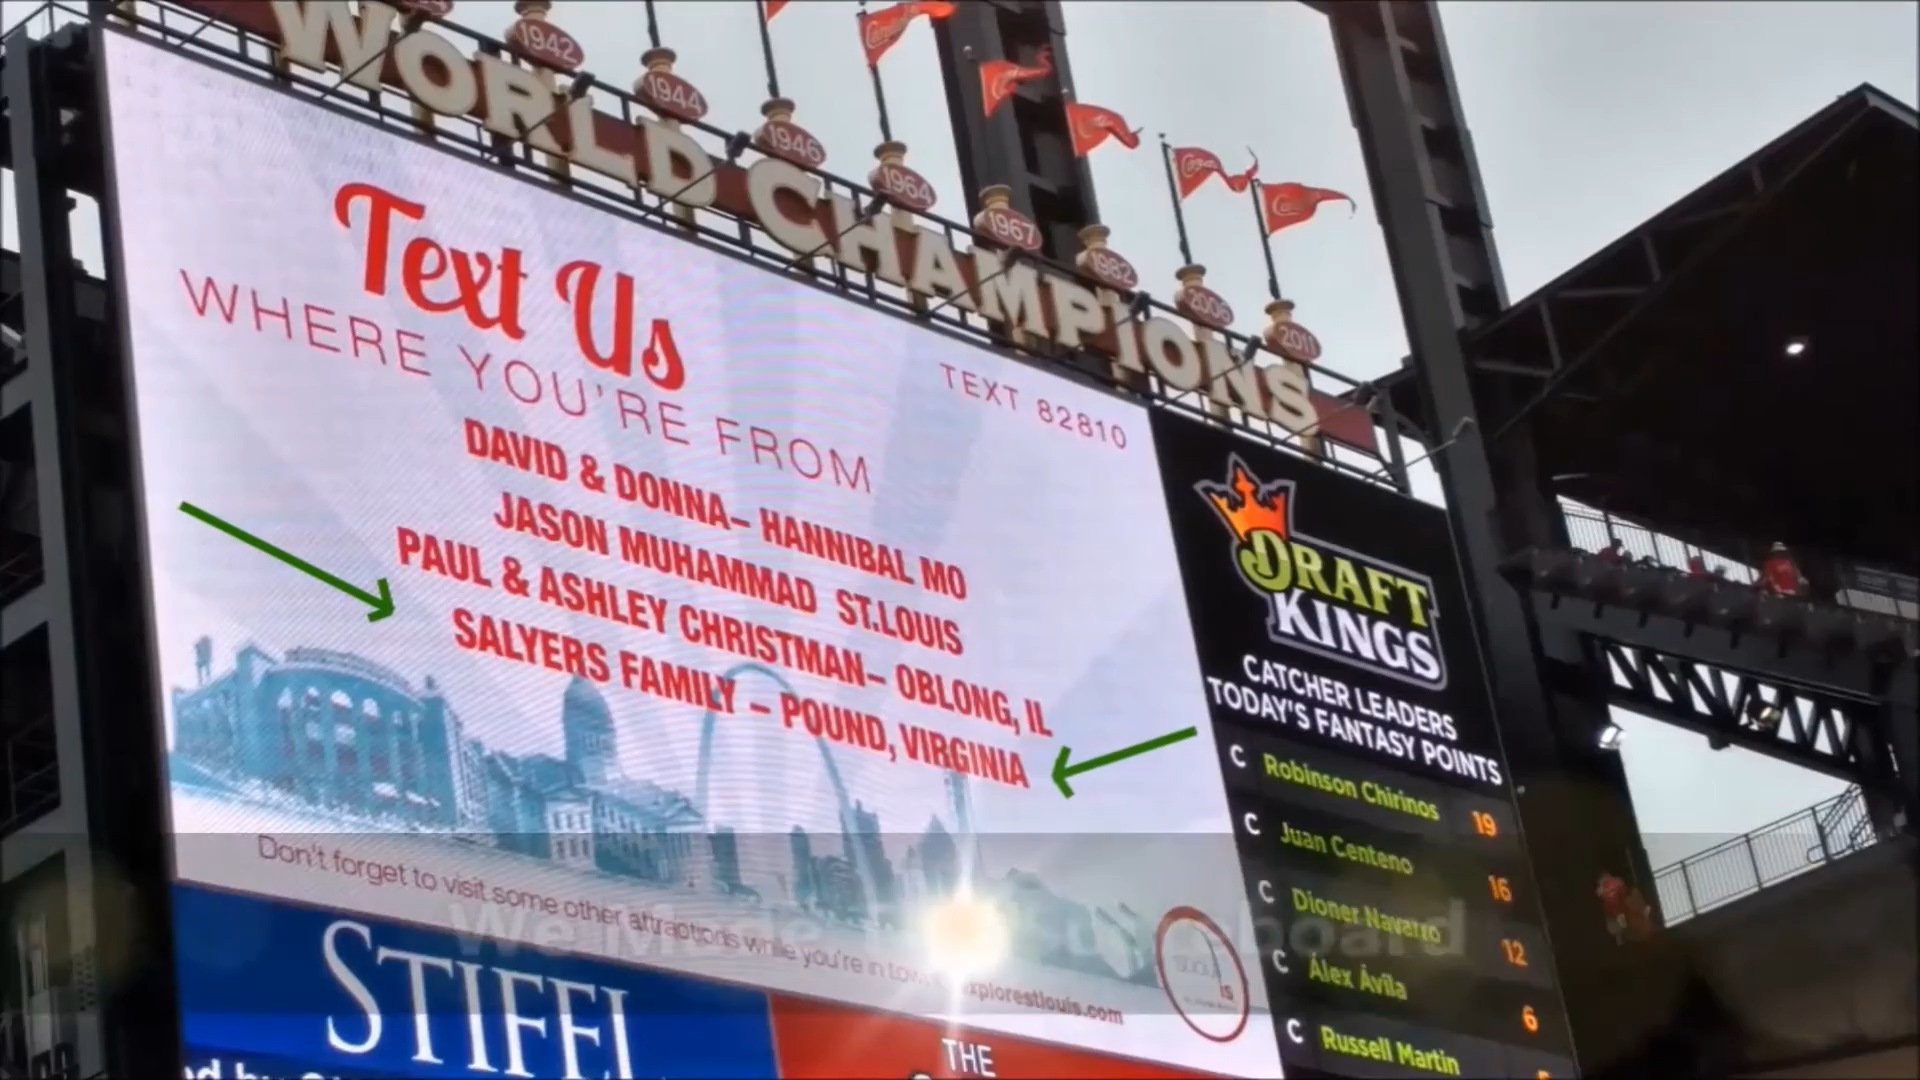 1942
1944
1946
1964
1967
1982
2006
2011
WORLD CHAMPIONS
Text Us
WHERE YOU'RE FROM
TEXT 82810
DAVID & DONNA– HANNIBAL MO
JASON MUHAMMAD ST.LOUIS
PAUL & ASHLEY CHRISTMAN– OBLONG, IL
SALYERS FAMILY – POUND, VIRGINIA
Don't forget to visit some other attractions while you're in
explorestlouis.com
DRAFT
KINGS
CATCHER LEADERS
TODAY'S FANTASY POINTS
C Robinson Chirinos 19
C Juan Centeno 16
C Dioner Navarro 12
C Álex Ávila 6
C Russell Martin
STIFEL
THE
We